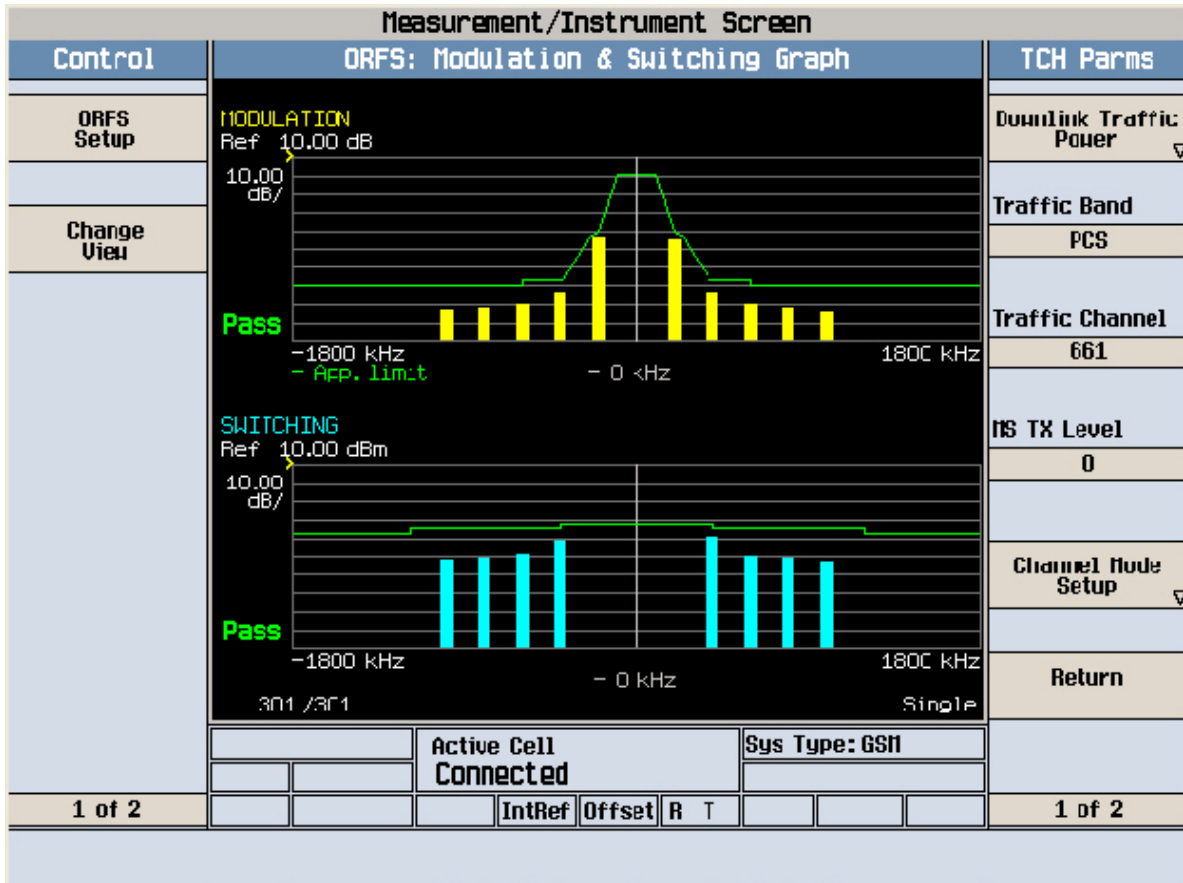 Measurement/Instrument Screen
Control
ORFS: Modulation & Switching Graph
TCH Parms
ORFS
Setup
Change
View
1 of 2
MODULATION
Ref 10.00 dB
10.00
dB/
Pass
-1800 kHz
1800 kHz
- App. limit
- 0 kHz
SWITCHING
Ref 10.00 dBm
10.00
dB/
Pass
-1800 kHz
1800 kHz
- 0 kHz
301/301
Single
Active Cell
Connected
Sys Type: GSM
IntRef
Offset
R T
Downlink Traffic
Power
Traffic Band
PCS
Traffic Channel
661
MS TX Level
0
Channel Mode
Setup
Return
1 of 2